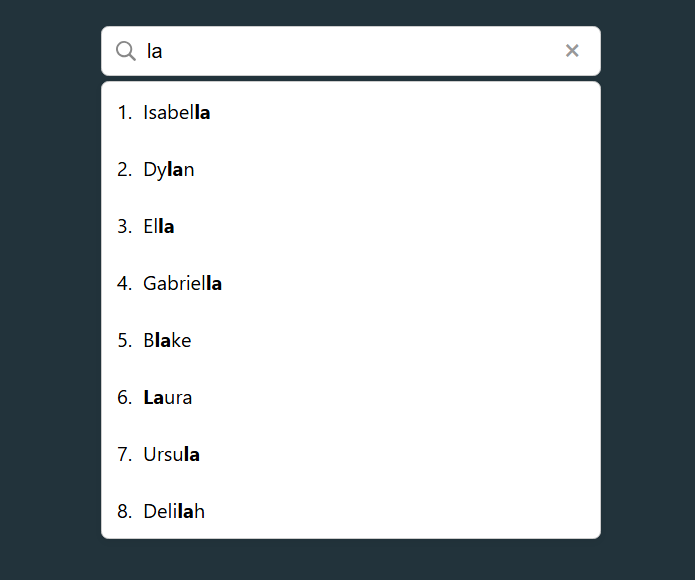 la
1. Isabella
2. Dylan
3. Ella
4. Gabriella
5. Blake
6. Laura
7. Ursula
8. Delilah